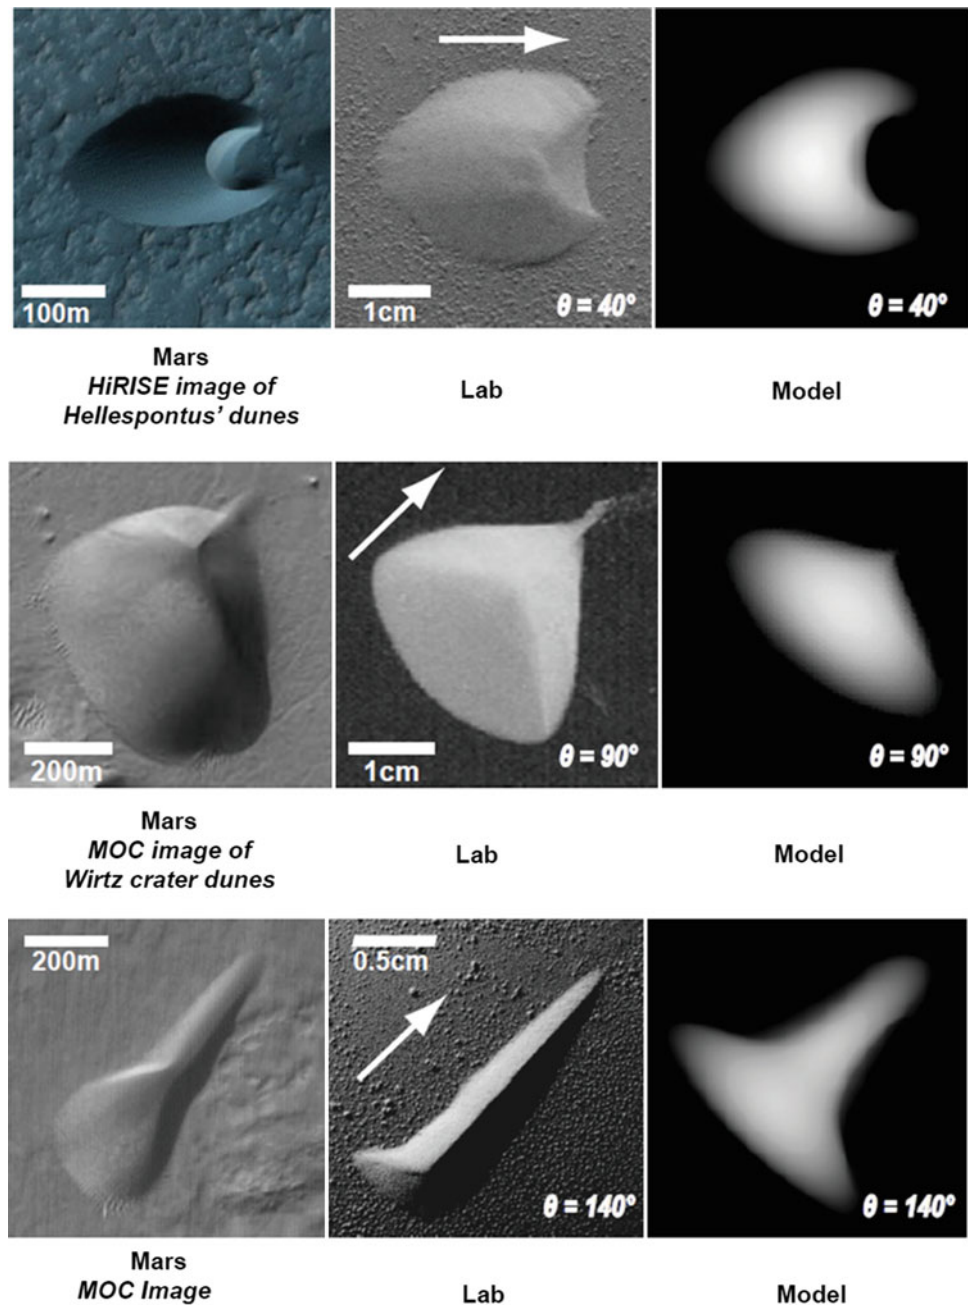 100m
1cm
θ = 40°
θ = 40°
Mars
HiRISE image of
Hellespontus' dunes
Lab
Model
200m
1cm
θ = 90°
θ = 90°
Mars
MOC image of
Wirtz crater dunes
Lab
Model
200m
0.5cm
θ = 140°
θ = 140°
Mars
MOC Image
Lab
Model